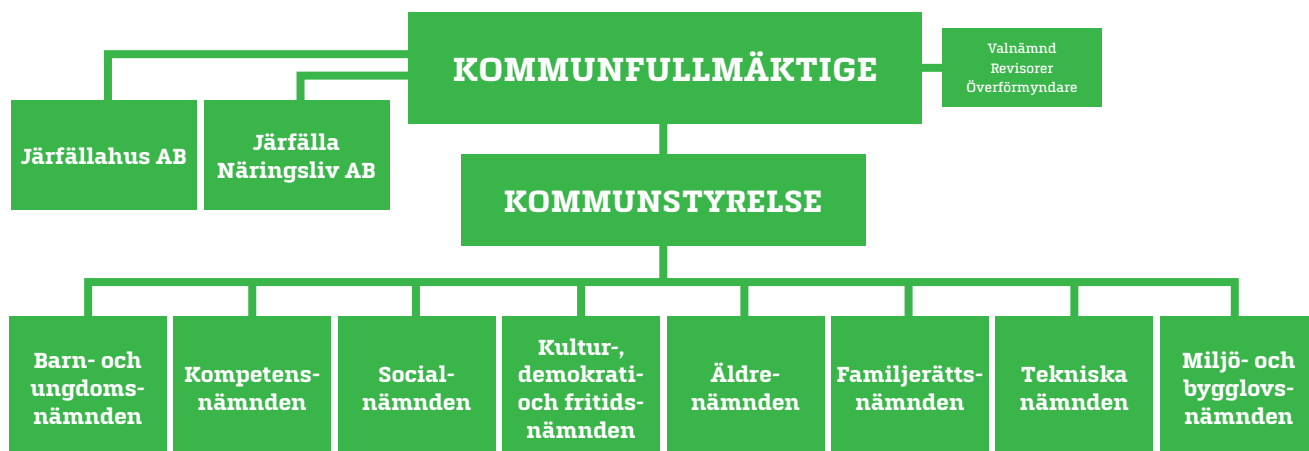 KOMMUNFULLMÄKTIGE
Valnämnd
Revisorer
Överförmyndare
Järfällahus AB
Järfälla
Näringsliv AB
KOMMUNSTYRELSE
Barn- och
ungdoms-
nämnden
Kompetens-
nämnden
Social-
nämnden
Kultur-,
demokrati-
och fritids-
nämnden
Äldre-
nämnden
Familjerätts-
nämnden
Tekniska
nämnden
Miljö- och
bygglovs-
nämnden